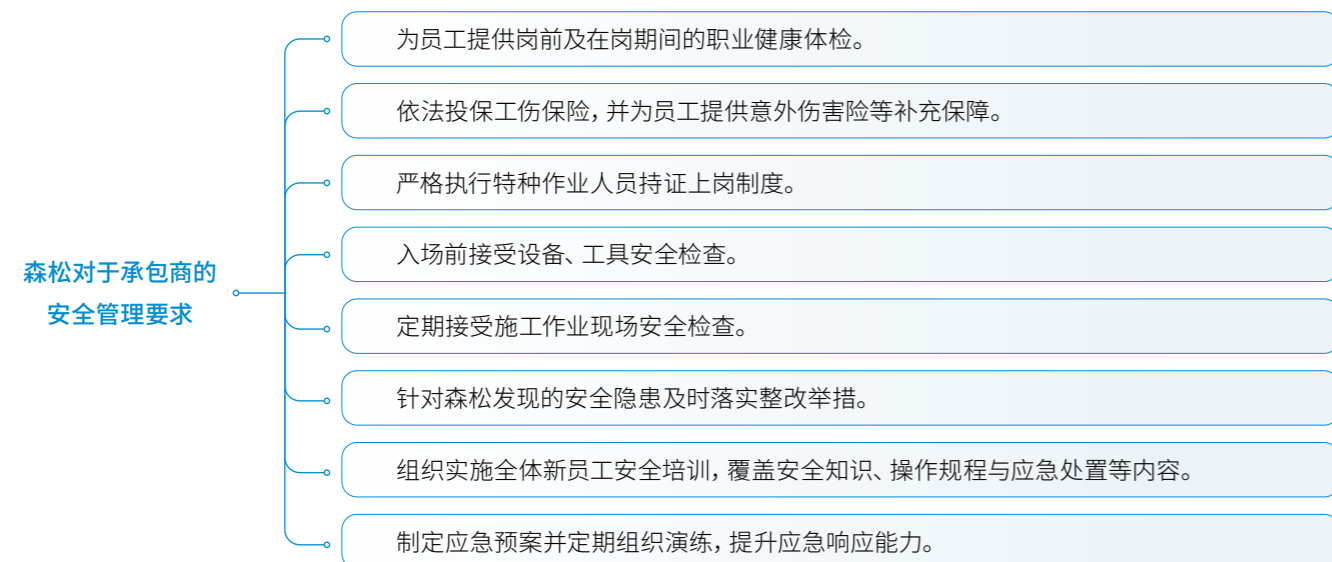 为员工提供岗前及在岗期间的职业健康体检。
依法投保工伤保险，并为员工提供意外伤害险等补充保障。
严格执行特种作业人员持证上岗制度。
入场前接受设备、工具安全检查。
森松对于承包商的
安全管理要求
定期接受施工作业现场安全检查。
针对森松发现的安全隐患及时落实整改举措。
组织实施全体新员工安全培训，覆盖安全知识、操作规程与应急处置等内容。
制定应急预案并定期组织演练，提升应急响应能力。